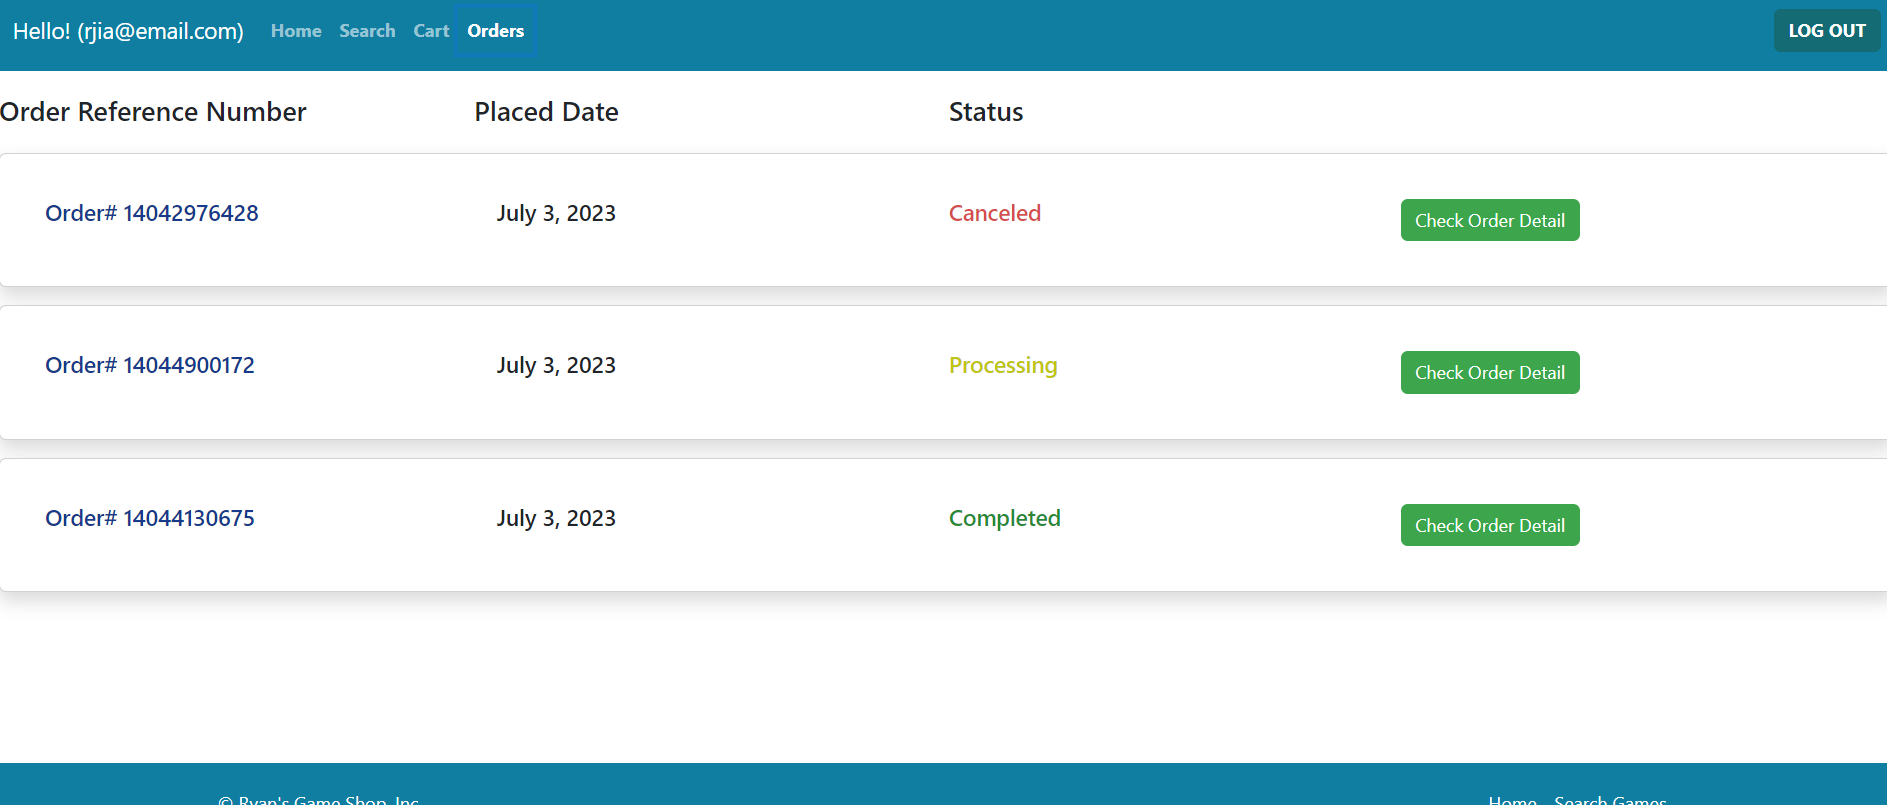 Hello! (rjia@email.com) Home Search Cart Orders LOG OUT
Order Reference Number Placed Date Status
Order# 14042976428 July 3, 2023 Canceled Check Order Detail
Order# 14044900172 July 3, 2023 Processing Check Order Detail
Order# 14044130675 July 3, 2023 Completed Check Order Detail
© Ryan's Game Shop, Inc Home Search Games